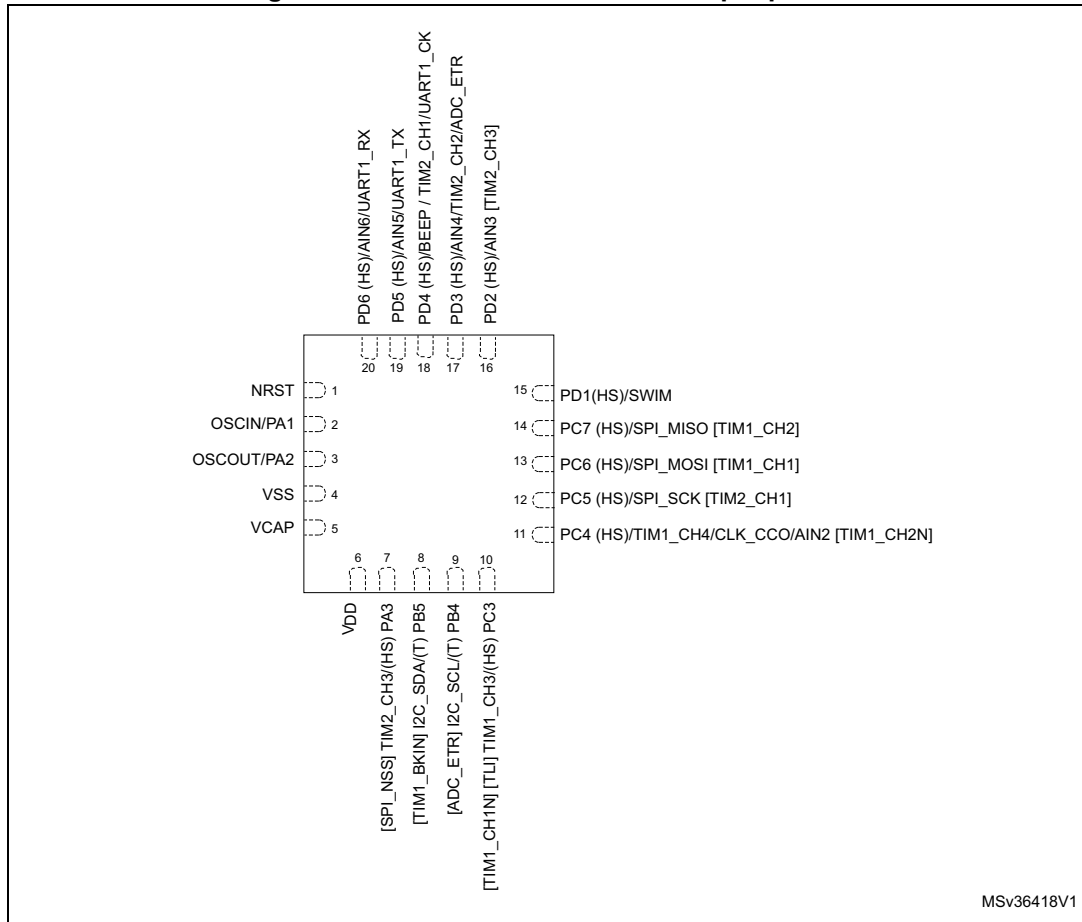 PD6 (HS)/AIN6/UART1_RX
PD5 (HS)/AIN5/UART1_TX
PD4 (HS)/BEEP / TIM2_CH1/UART1_CK
PD3 (HS)/AIN4/TIM2_CH2/ADC_ETR
PD2 (HS)/AIN3 [TIM2_CH3]
20 19 18 17 16
NRST 1
OSCIN/PA1 2
OSCOUT/PA2 3
VSS 4
VCAP 5
15 PD1(HS)/SWIM
14 PC7 (HS)/SPI_MISO [TIM1_CH2]
13 PC6 (HS)/SPI_MOSI [TIM1_CH1]
12 PC5 (HS)/SPI_SCK [TIM2_CH1]
11 PC4 (HS)/TIM1_CH4/CLK_CCO/AIN2 [TIM1_CH2N]
6 7 8 9 10
VDD
[SPI_NSS] TIM2_CH3/(HS) PA3
[TIM1_BKIN] I2C_SDA/(T) PB5
[ADC_ETR] I2C_SCL/(T) PB4
[TIM1_CH1N] [TLI] TIM1_CH3/(HS) PC3
MSv36418V1